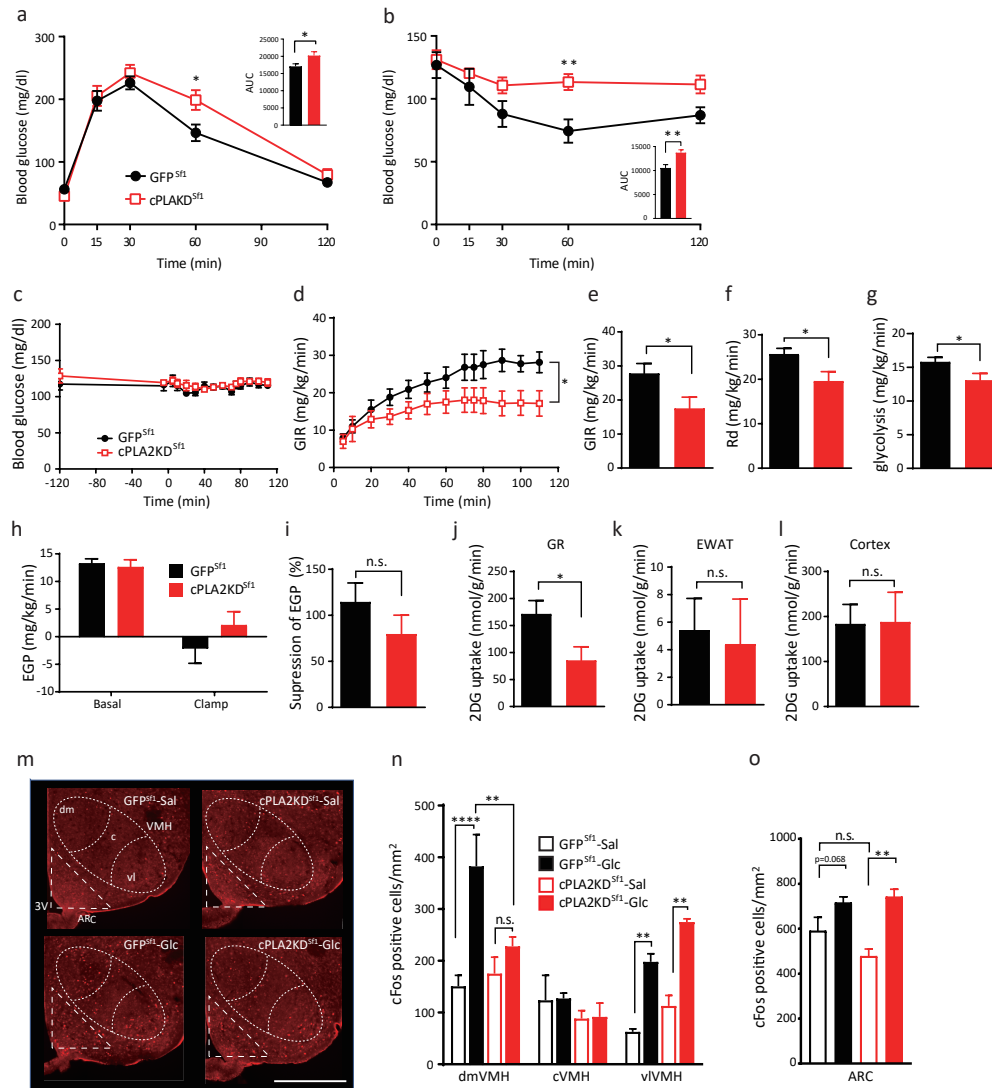 a
Blood glucose (mg/dl)
300
200
100
0
0 15 30 60 90 120
Time (min)
*
GFP^Sf1
cPLAKD^Sf1
AUC
25000
20000
15000
10000
5000
0
*
b
Blood glucose (mg/dl)
150
100
50
0
0 15 30 60 120
Time (min)
**
AUC
15000
10000
5000
0
**
c
Blood glucose (mg/dl)
200
150
100
50
0
-120 -80 -40 0 40 80 120
Time (min)
GFP^Sf1
cPLA2KD^Sf1
d
GIR (mg/kg/min)
40
30
20
10
0
0 20 40 60 80 100 120
Time (min)
*
e
GIR (mg/kg/min)
40
30
20
10
0
*
f
Rd (mg/kg/min)
30
20
10
0
*
g
glycolysis (mg/kg/min)
20
15
10
5
0
*
h
EGP (mg/kg/min)
15
10
5
0
-5
-10
Basal Clamp
GFP^Sf1
cPLA2KD^Sf1
i
Supression of EGP (%)
150
100
50
0
n.s.
j
GR
2DG uptake (nmol/g/min)
300
200
100
0
*
k
EWAT
2DG uptake (nmol/g/min)
10
8
6
4
2
0
n.s.
l
Cortex
2DG uptake (nmol/g/min)
400
300
200
100
0
n.s.
m
GFP^Sf1-Sal
dm
c
VMH
vl
3V
ARC
cPLA2KD^Sf1-Sal
GFP^Sf1-Glc
cPLA2KD^Sf1-Glc
n
cFos positive cells/mm²
500
400
300
200
100
0
****
**
n.s.
**
**
GFP^Sf1-Sal
GFP^Sf1-Glc
cPLA2KD^Sf1-Sal
cPLA2KD^Sf1-Glc
dmVMH cVMH vlVMH
o
cFos positive cells/mm²
1000
800
600
400
200
0
n.s.
p=0.068
**
ARC